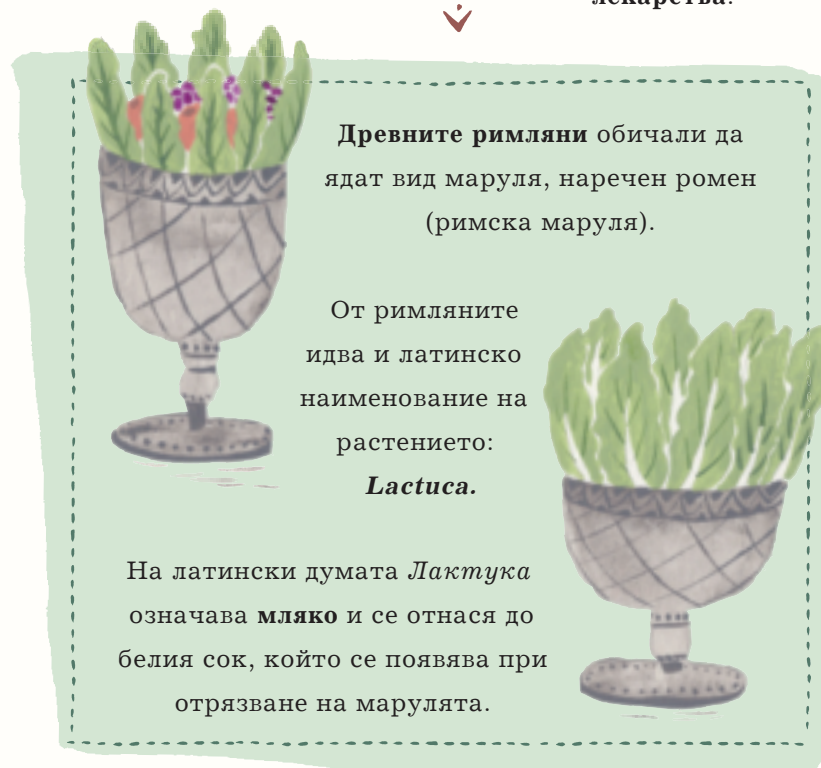 лекарства.
Древните римляни обичали да
ядат вид маруля, наречен ромен
(римска маруля).
От римляните
идва и латинско
наименование на
растението:
Lactuca.
На латински думата Лактука
означава мляко и се отнася до
белия сок, който се появява при
отрязване на марулята.